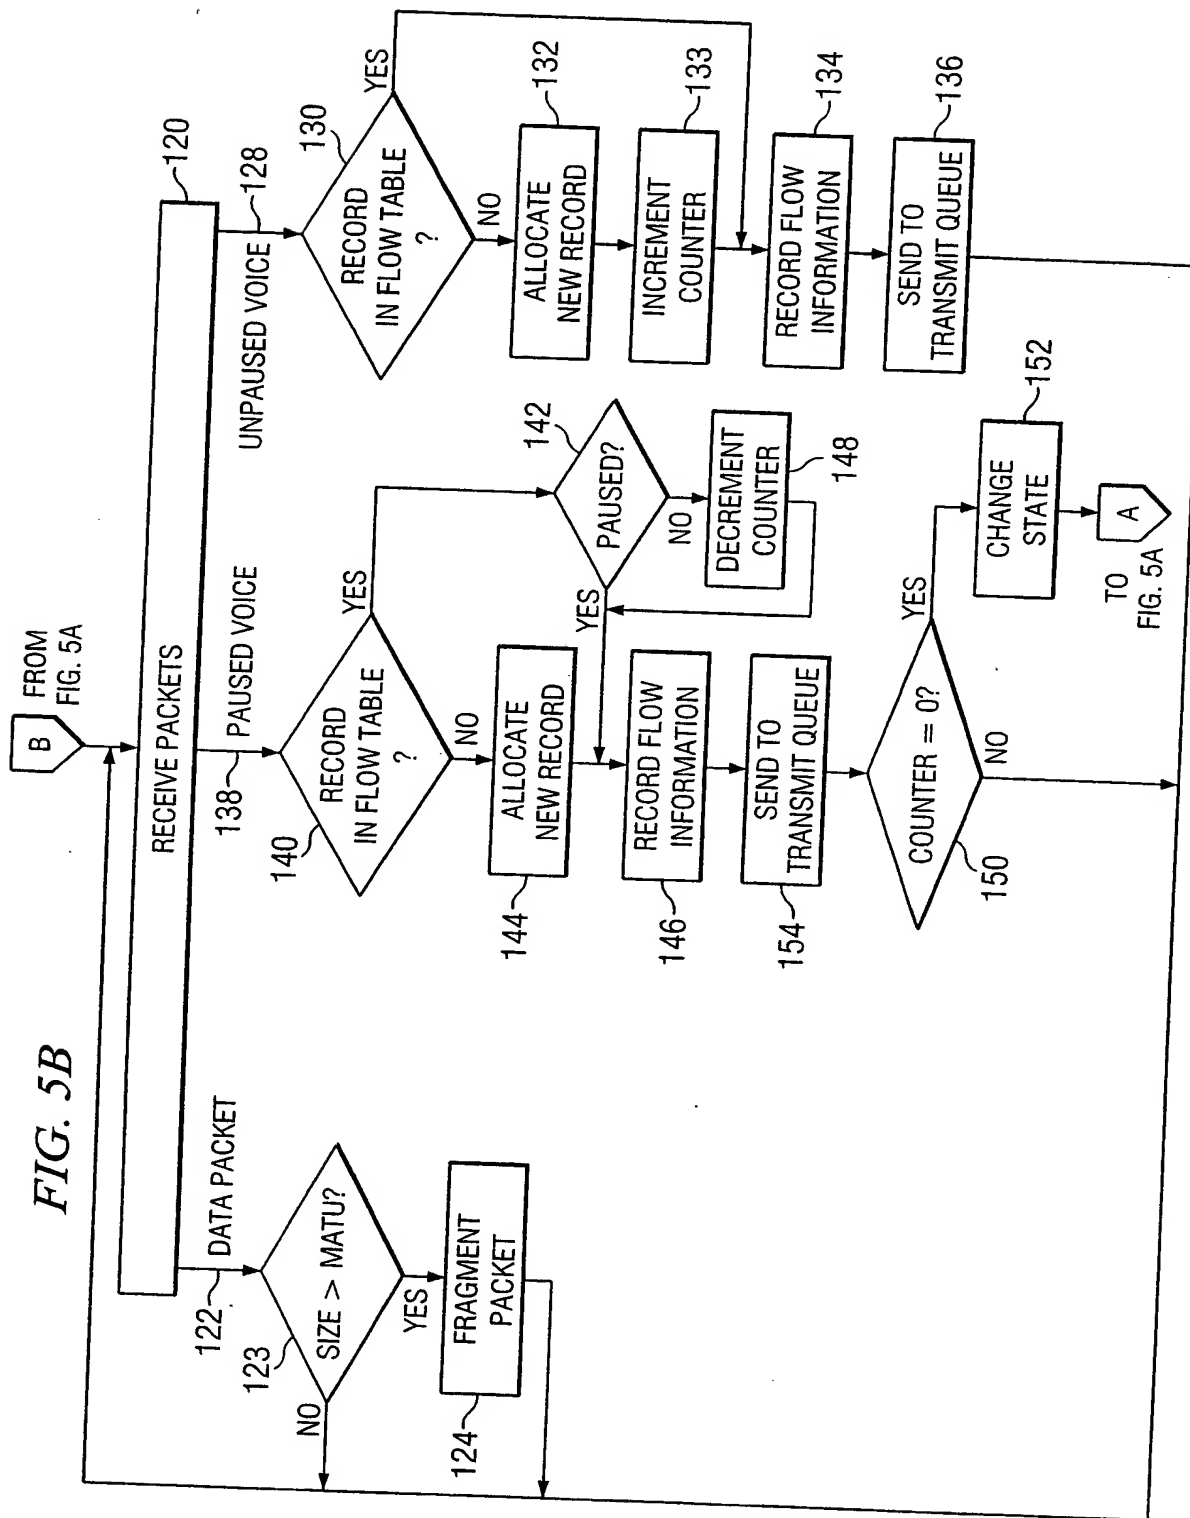 FIG. 5B
B
FROM
FIG. 5A
RECEIVE PACKETS
120
DATA PACKET
122
SIZE > MATU?
123
NO
YES
FRAGMENT
PACKET
124
PAUSED VOICE
138
RECORD
IN FLOW TABLE
?
140
YES
NO
ALLOCATE
NEW RECORD
144
PAUSED?
142
YES
NO
DECREMENT
COUNTER
148
RECORD FLOW
INFORMATION
146
SEND TO
TRANSMIT QUEUE
154
COUNTER = 0?
150
YES
NO
CHANGE
STATE
152
A
TO
FIG. 5A
UNPAUSED VOICE
128
RECORD
IN FLOW TABLE
?
130
YES
NO
ALLOCATE
NEW RECORD
132
INCREMENT
COUNTER
133
RECORD FLOW
INFORMATION
134
SEND TO
TRANSMIT QUEUE
136